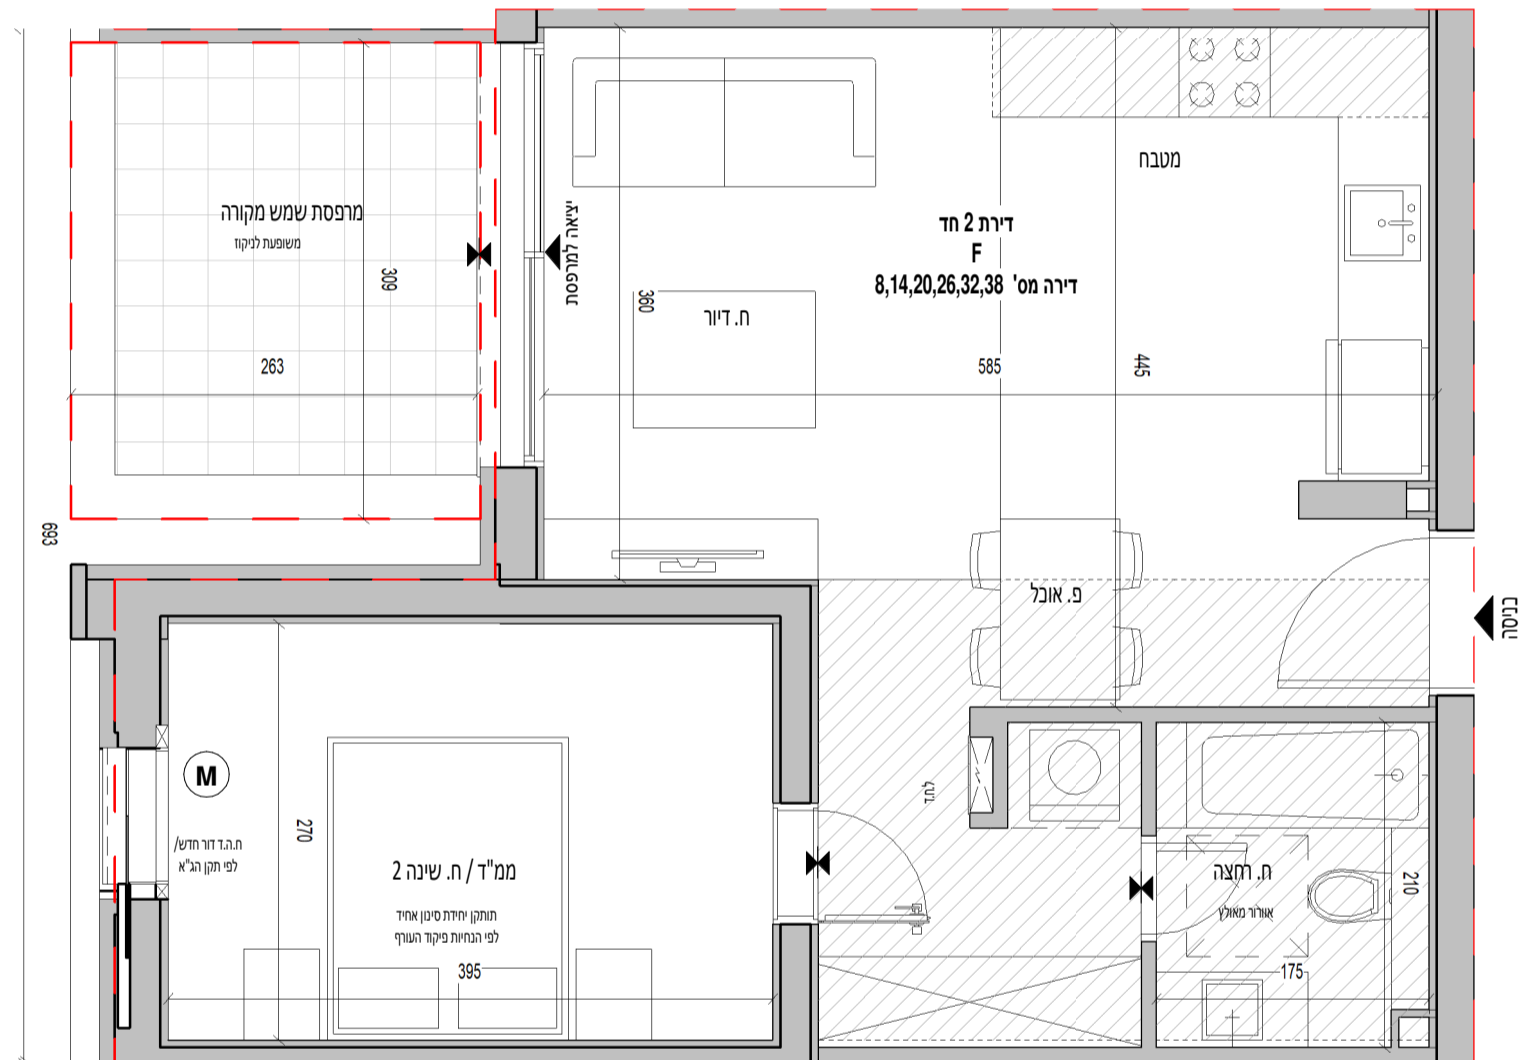 מטבח
דירת 2 חד
F
דירה מס' 8,14,20,26,32,38
יציאה למרפסת
מרפסת שמש מקורה
משופעת לניקוז
309
263
360
ח. דיור
585
445
693
פ. אוכל
כניסה
M
ח.ה.ד דור חדש/
לפי תקן הג"א
270
ממ"ד / ח. שינה 2
תותקן יחידת סינון אחיד
לפי הנחיות פיקוד העורף
395
ח. רחצה
אוורור מאולץ
210
175